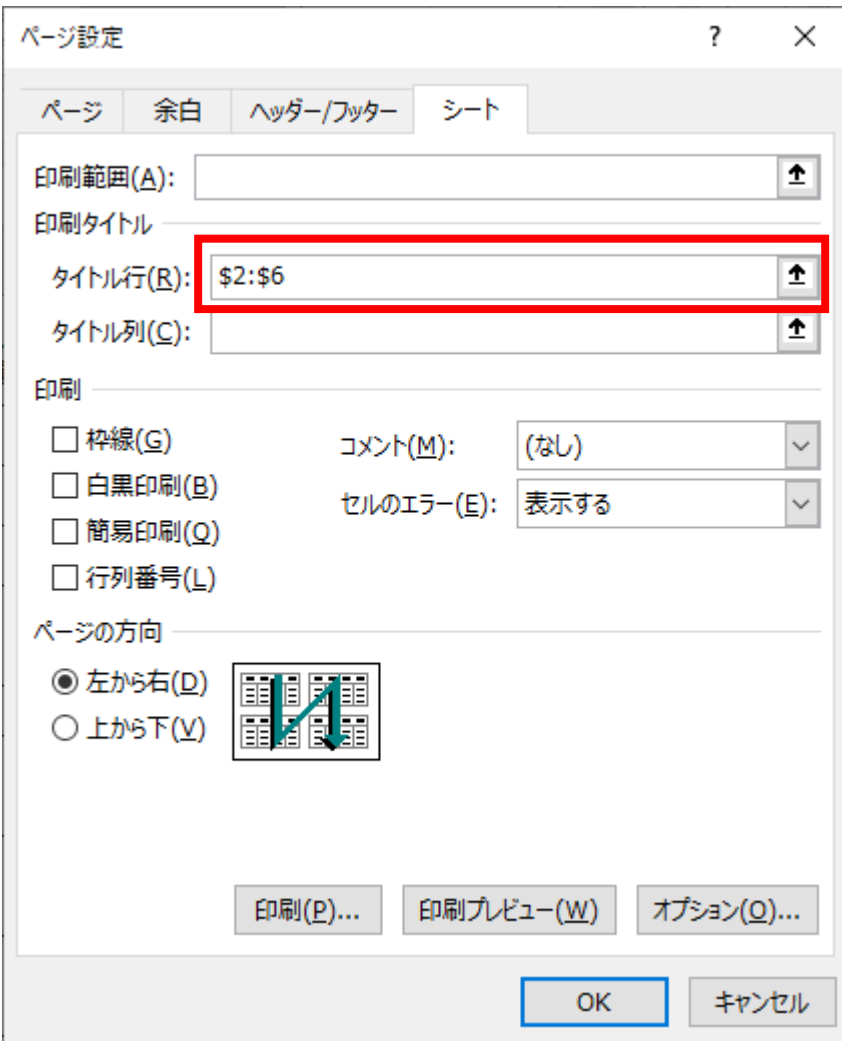 ページ設定 ?
ページ 余白 ヘッダー/フッター シート
印刷範囲(A):
印刷タイトル
タイトル行(R): $2:$6
タイトル列(C):
印刷
枠線(G) コメント(M): (なし)
白黒印刷(B) セルのエラー(E): 表示する
簡易印刷(Q)
行列番号(L)
ページの方向
左から右(D)
上から下(V)
印刷(P)... 印刷プレビュー(W) オプション(O)...
OK キャンセル